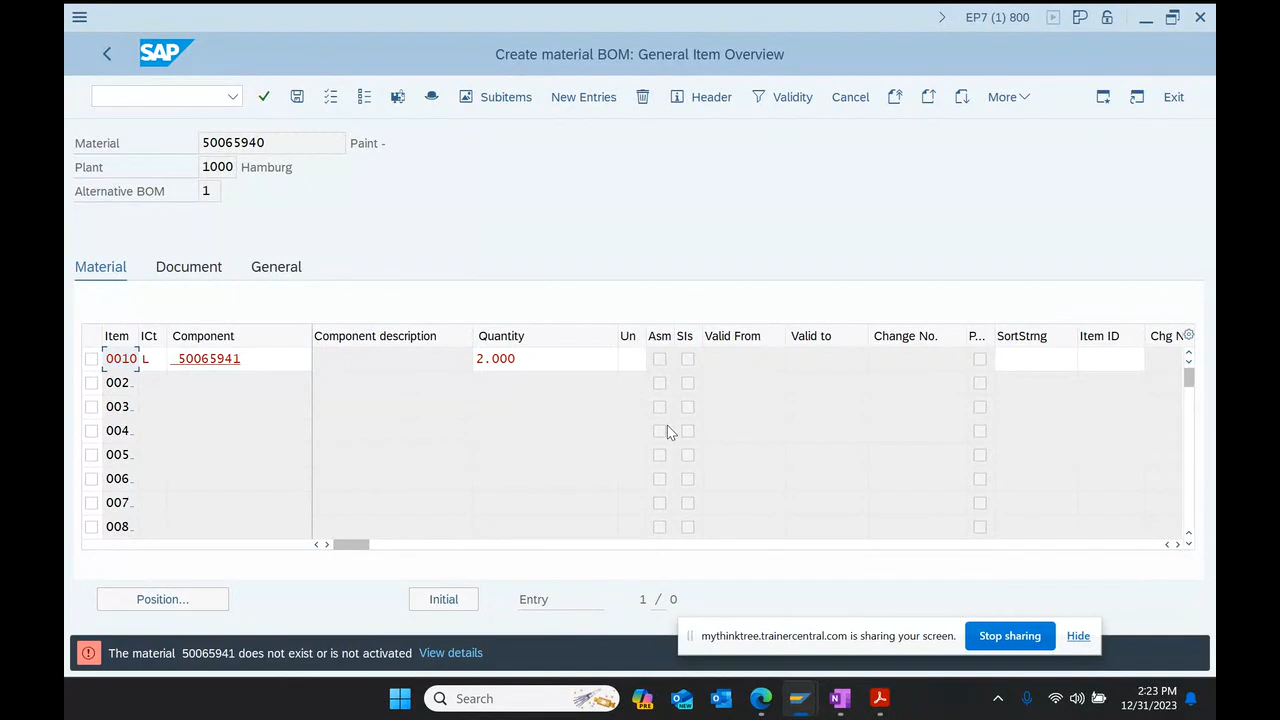 EP7 (1) 800
SAP
Create material BOM: General Item Overview
Subitems New Entries Header Validity Cancel More Exit
Material 50065940 Paint -
Plant 1000 Hamburg
Alternative BOM 1
Material Document General
Item ICt Component Component description Quantity Un Asm SIs Valid From Valid to Change No. P... SortStrng Item ID Chg N
0010 L 50065941 2.000
002
003
004
005
006
007
008
Position... Initial Entry 1 / 0
mythinktree.trainercentral.com is sharing your screen. Stop sharing Hide
The material 50065941 does not exist or is not activated View details
Search
PRE
NEW
N
2:23 PM
12/31/2023